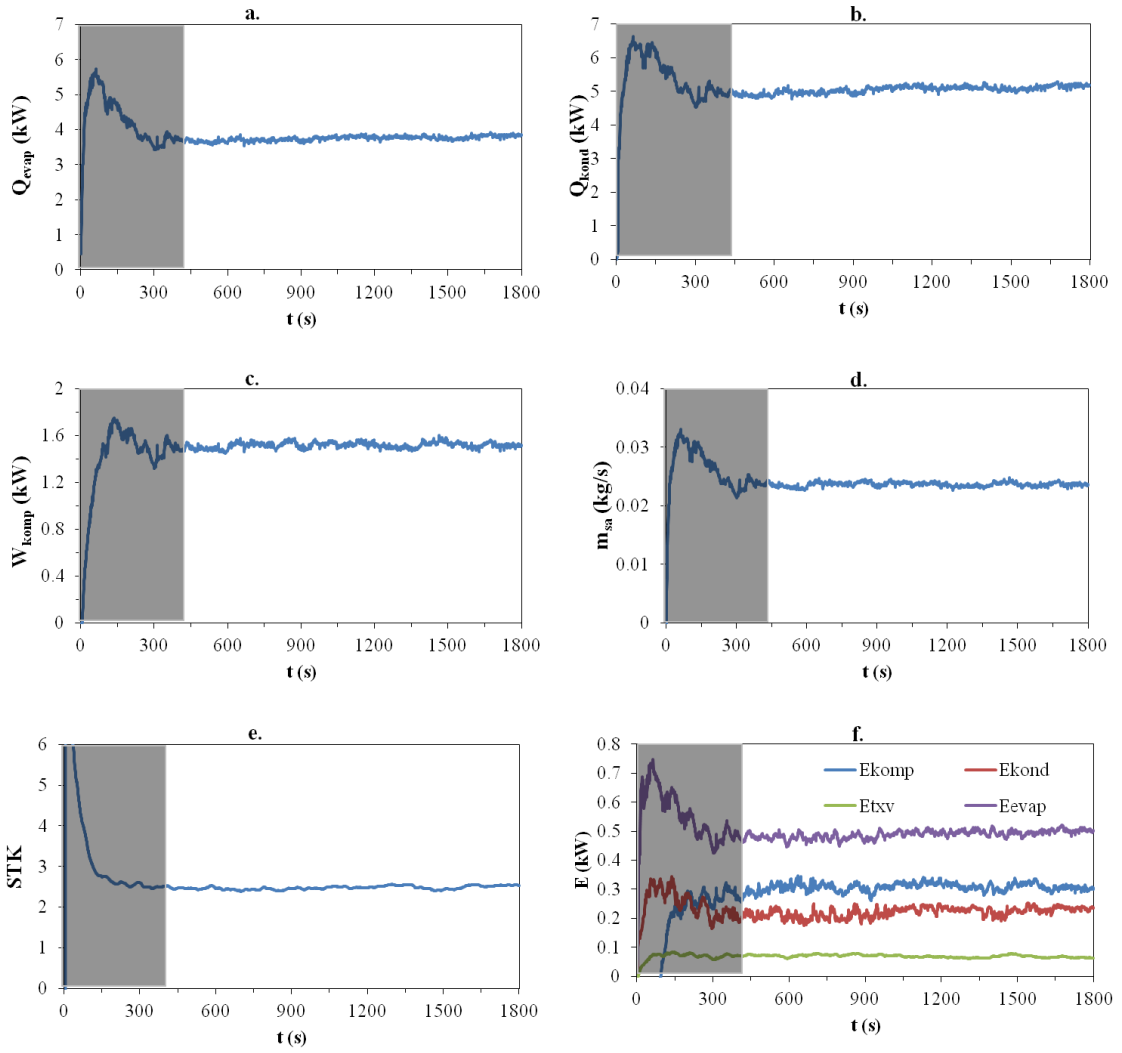 a.
7
6
5
4
3
2
1
0
Qevap (kW)
0 300 600 900 1200 1500 1800
t (s)
b.
7
6
5
4
3
2
1
0
Qkond (kW)
0 300 600 900 1200 1500 1800
t (s)
c.
2
1.6
1.2
0.8
0.4
0
Wkomp (kW)
0 300 600 900 1200 1500 1800
t (s)
d.
0.04
0.03
0.02
0.01
0
msa (kg/s)
0 300 600 900 1200 1500 1800
t (s)
e.
6
5
4
3
2
1
0
STK
0 300 600 900 1200 1500 1800
t (s)
f.
0.8
0.7
0.6
0.5
0.4
0.3
0.2
0.1
0
E (kW)
Ekomp Ekond
Etxv Eevap
0 300 600 900 1200 1500 1800
t (s)